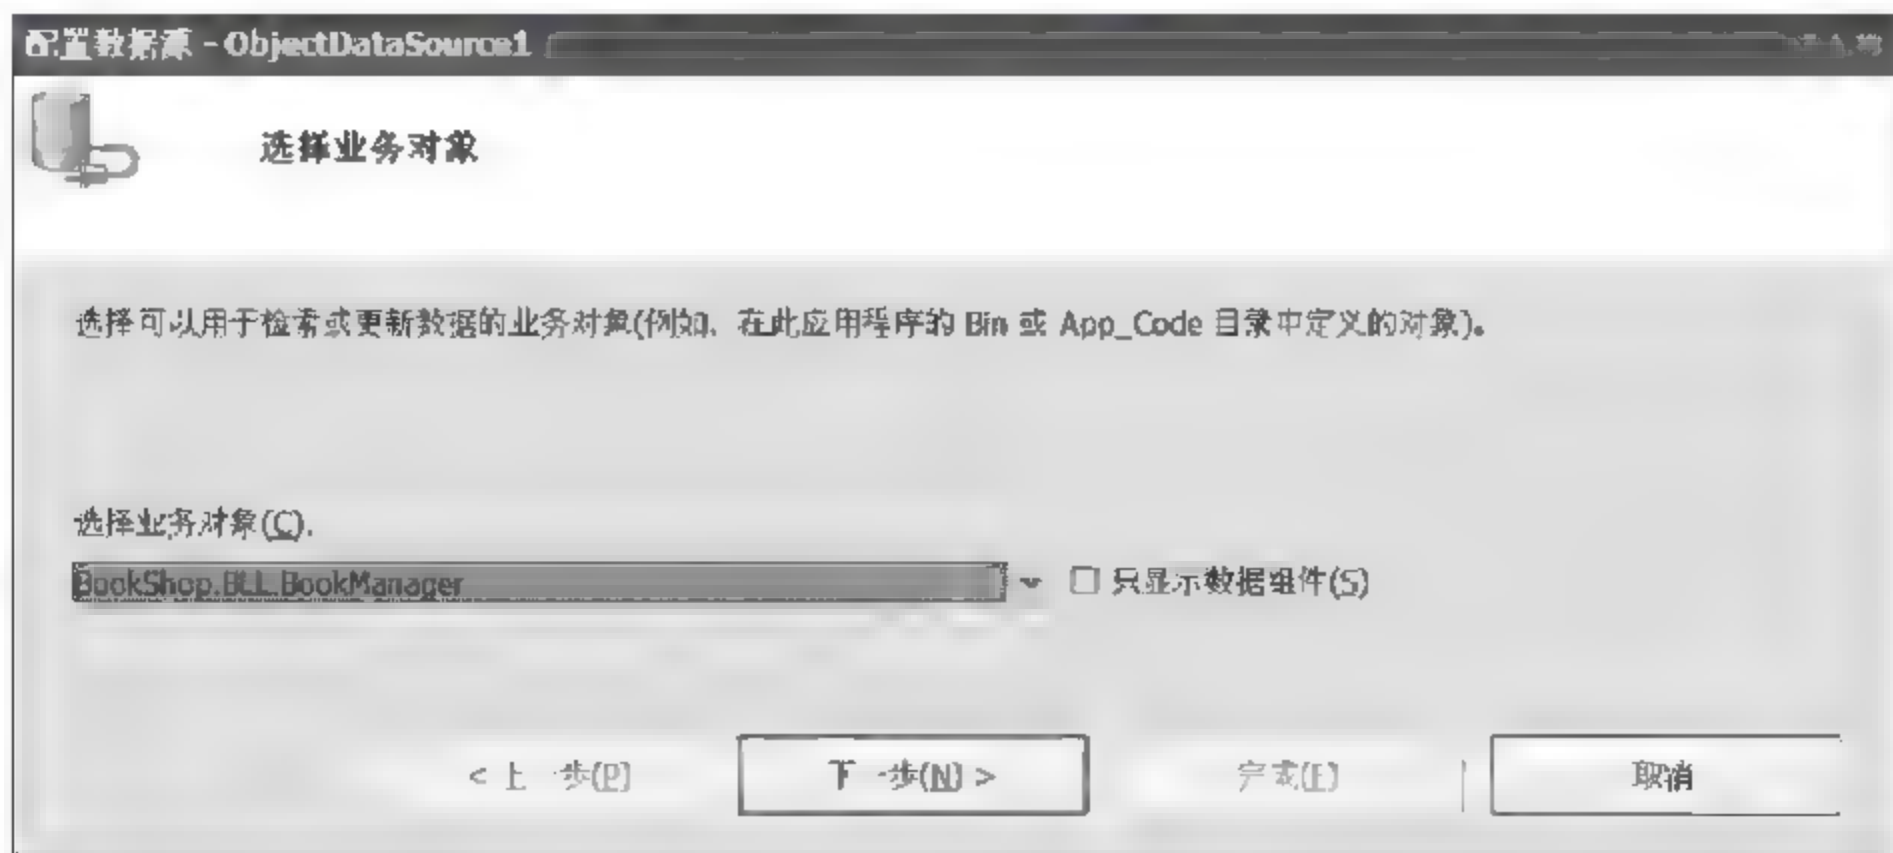 配置数据源 - ObjectDataSource1
选择业务对象
选择可以用于检索或更新数据的业务对象(例如, 在此应用程序的 Bin 或 App_Code 目录中定义的对象)。
选择业务对象(C):
BookShop.BLL.BookManager
只显示数据组件(S)
< 上一步(P)
下一步(N) >
完成(F)
取消